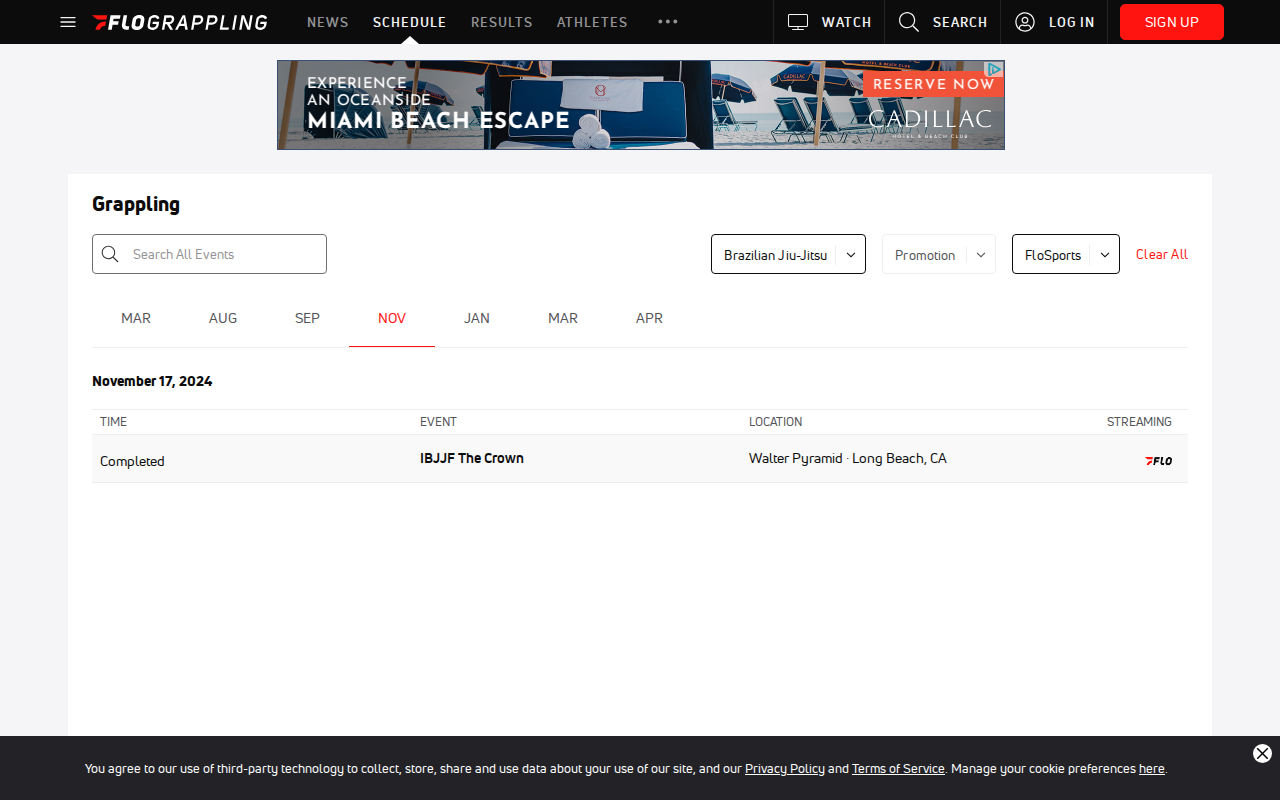 FLOGRAPPLING NEWS SCHEDULE RESULTS ATHLETES WATCH SEARCH LOG IN SIGN UP
EXPERIENCE
AN OCEANSIDE
MIAMI BEACH ESCAPE
RESERVE NOW
CADILLAC
HOTEL & BEACH CLUB
Grappling
Search All Events Brazilian Jiu-Jitsu Promotion FloSports Clear All
MAR AUG SEP NOV JAN MAR APR
November 17, 2024
TIME EVENT LOCATION STREAMING
Completed IBJJF The Crown Walter Pyramid · Long Beach, CA FLO
You agree to our use of third-party technology to collect, store, share and use data about your use of our site, and our Privacy Policy and Terms of Service. Manage your cookie preferences here.